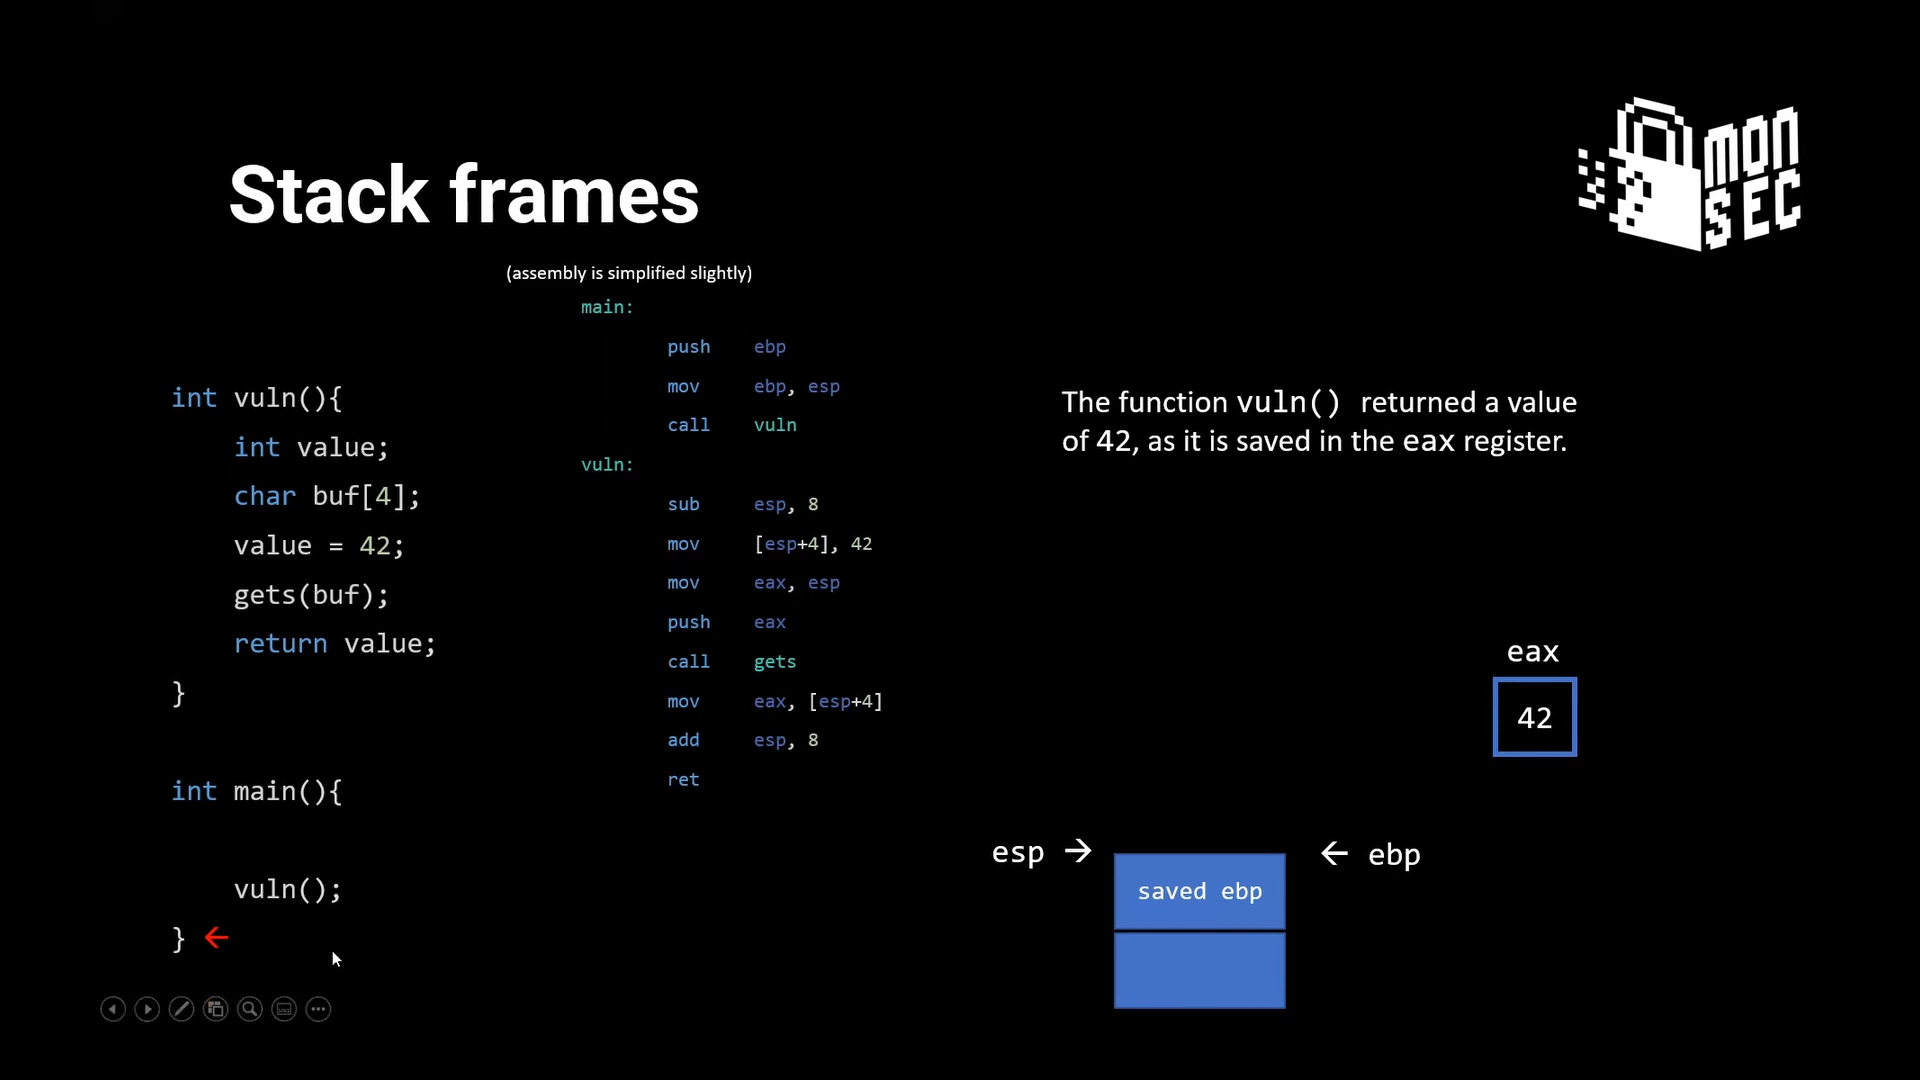 MON
SEC
Stack frames
(assembly is simplified slightly)
main:
push ebp
mov ebp, esp
call vuln
vuln:
sub esp, 8
mov [esp+4], 42
mov eax, esp
push eax
call gets
mov eax, [esp+4]
add esp, 8
ret
int vuln(){
int value;
char buf[4];
value = 42;
gets(buf);
return value;
}
int main(){
vuln();
} ←
The function vuln() returned a value
of 42, as it is saved in the eax register.
eax
42
esp → ← ebp
saved ebp